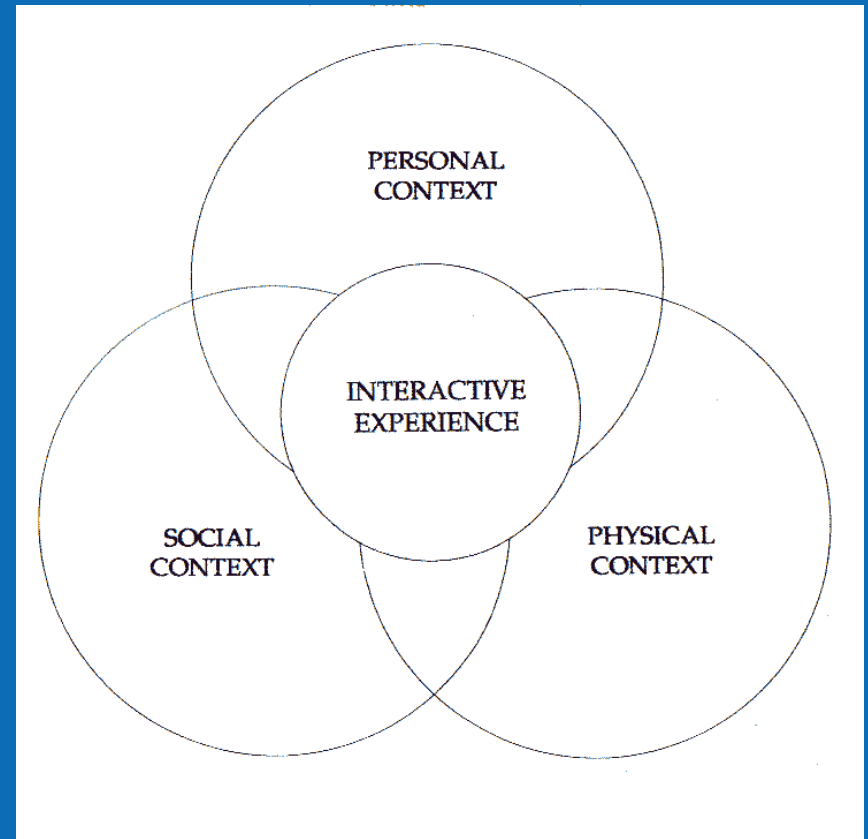 PERSONAL
CONTEXT
INTERACTIVE
EXPERIENCE
SOCIAL
CONTEXT
PHYSICAL
CONTEXT